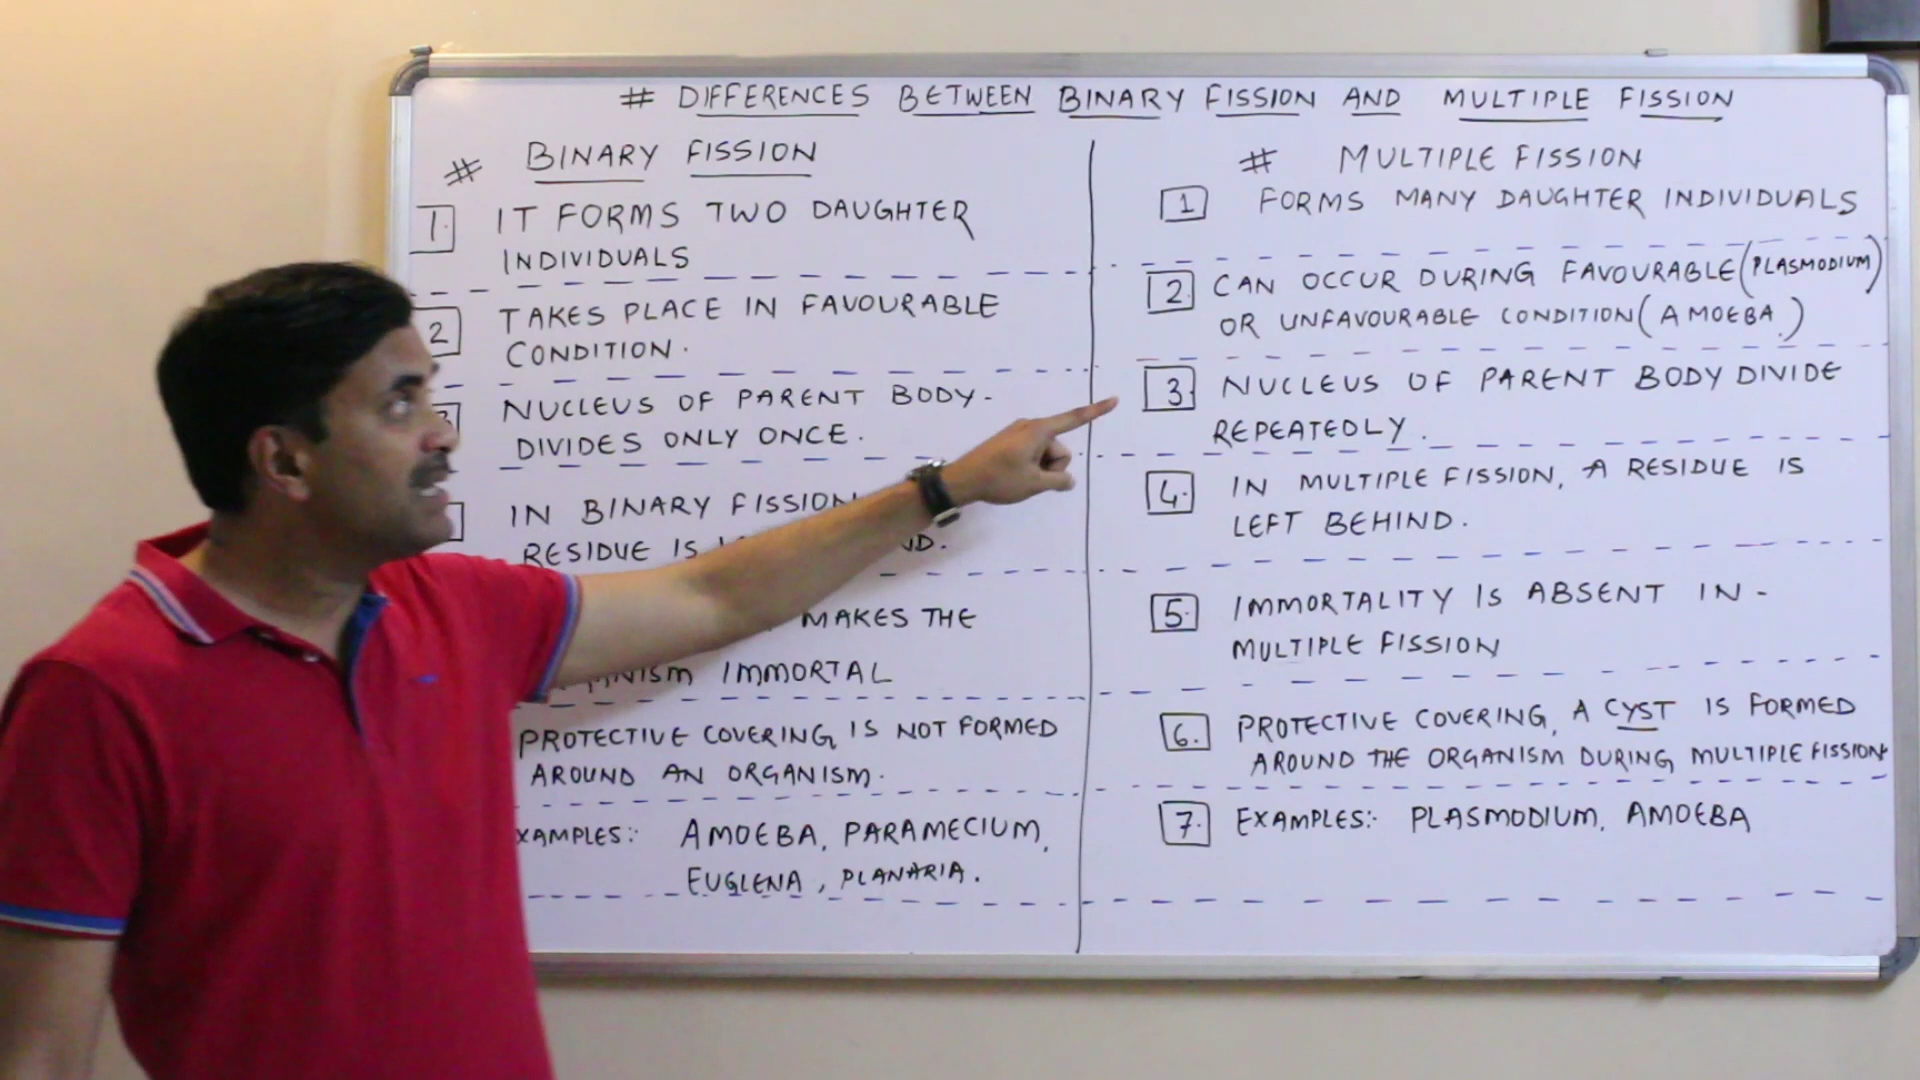 # DIFFERENCES BETWEEN BINARY FISSION AND MULTIPLE FISSION
# BINARY FISSION
1. IT FORMS TWO DAUGHTER
INDIVIDUALS
2 TAKES PLACE IN FAVOURABLE
CONDITION.
3 NUCLEUS OF PARENT BODY-
DIVIDES ONLY ONCE.
IN BINARY FISSION
RESIDUE IS
MAKES THE
IMMORTAL
PROTECTIVE COVERING IS NOT FORMED
AROUND AN ORGANISM.
XAMPLES:- AMOEBA, PARAMECIUM,
EUGLENA, PLANARIA.
# MULTIPLE FISSION
1 FORMS MANY DAUGHTER INDIVIDUALS
2. CAN OCCUR DURING FAVOURABLE (PLASMODIUM)
OR UNFAVOURABLE CONDITION (AMOEBA.)
3. NUCLEUS OF PARENT BODY DIVIDE
REPEATEDLY.
4. IN MULTIPLE FISSION, A RESIDUE IS
LEFT BEHIND.
5. IMMORTALITY IS ABSENT IN-
MULTIPLE FISSION
6. PROTECTIVE COVERING, A CYST IS FORMED
AROUND THE ORGANISM DURING MULTIPLE FISSION
7. EXAMPLES:- PLASMODIUM, AMOEBA